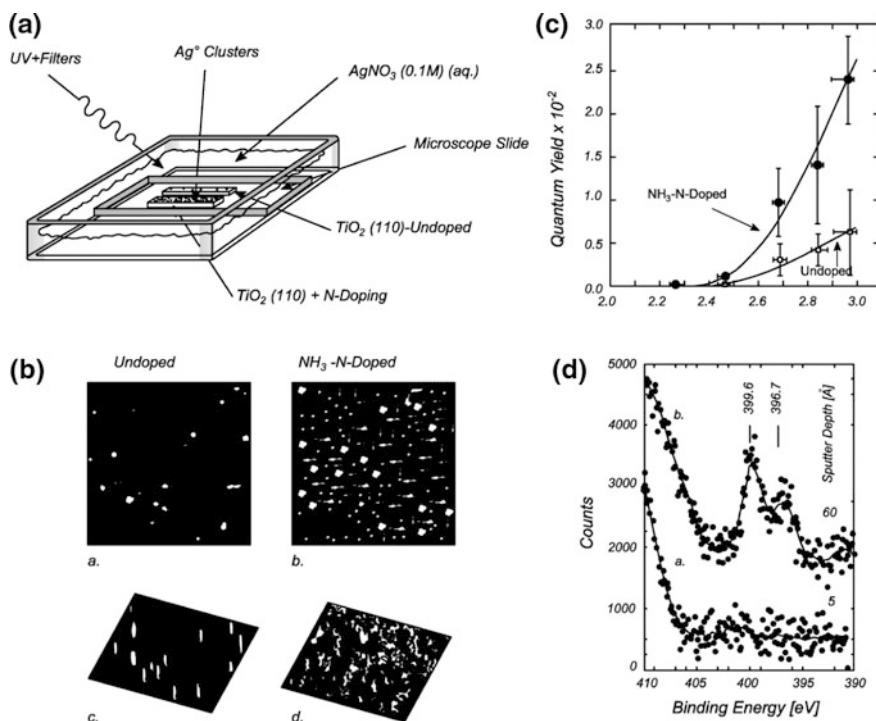 (a)
UV+Filters
Ag° Clusters
AgNO₃ (0.1M) (aq.)
Microscope Slide
TiO₂ (110)-Undoped
TiO₂ (110) + N-Doping
(b)
Undoped
NH₃ -N-Doped
a.
b.
c.
d.
(c)
Quantum Yield x 10⁻²
3.0
2.5
2.0
1.5
1.0
0.5
0.0
NH₃-N-Doped
Undoped
2.0 2.2 2.4 2.6 2.8 3.0
(d)
Counts
5000
4000
3000
2000
1000
0
b.
a.
399.6
396.7
Sputter Depth [Å]
60
5
410 405 400 395 390
Binding Energy [eV]